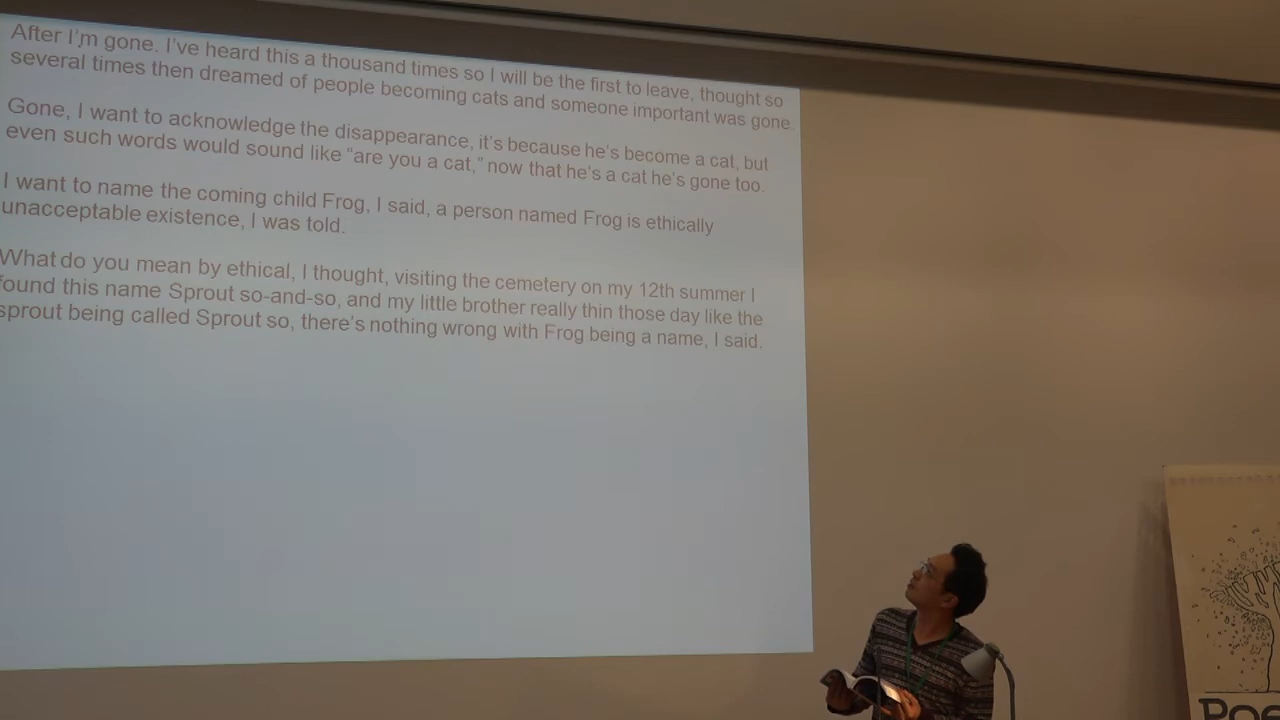 After I'm gone. I've heard this a thousand times so I will be the first to leave, thought so
several times then dreamed of people becoming cats and someone important was gone.
Gone, I want to acknowledge the disappearance, it's because he's become a cat, but
even such words would sound like “are you a cat,” now that he's a cat he's gone too.
I want to name the coming child Frog, I said, a person named Frog is ethically
unacceptable existence, I was told.
What do you mean by ethical, I thought, visiting the cemetery on my 12th summer I
found this name Sprout so-and-so, and my little brother really thin those day like the
sprout being called Sprout so, there's nothing wrong with Frog being a name, I said.